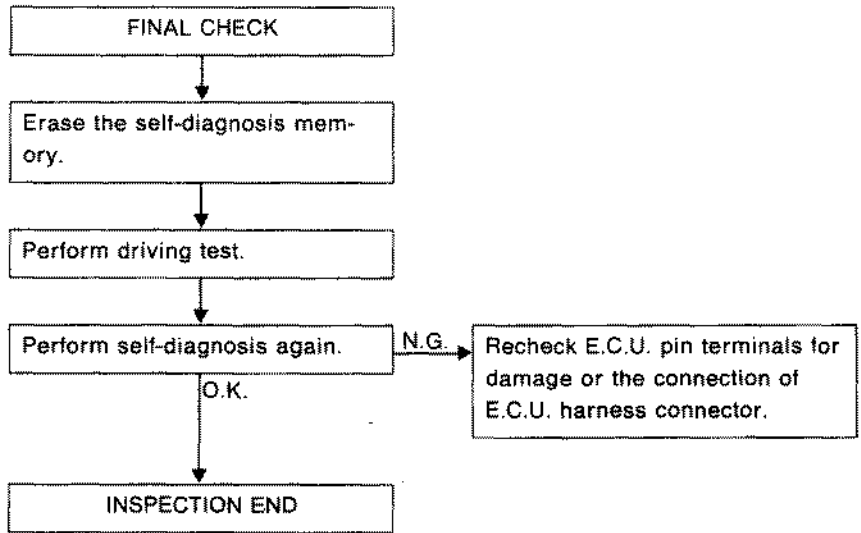 FINAL CHECK
Erase the self-diagnosis mem-
ory.
Perform driving test.
Perform self-diagnosis again.
N.G.
Recheck E.C.U. pin terminals for
damage or the connection of
E.C.U. harness connector.
O.K.
INSPECTION END